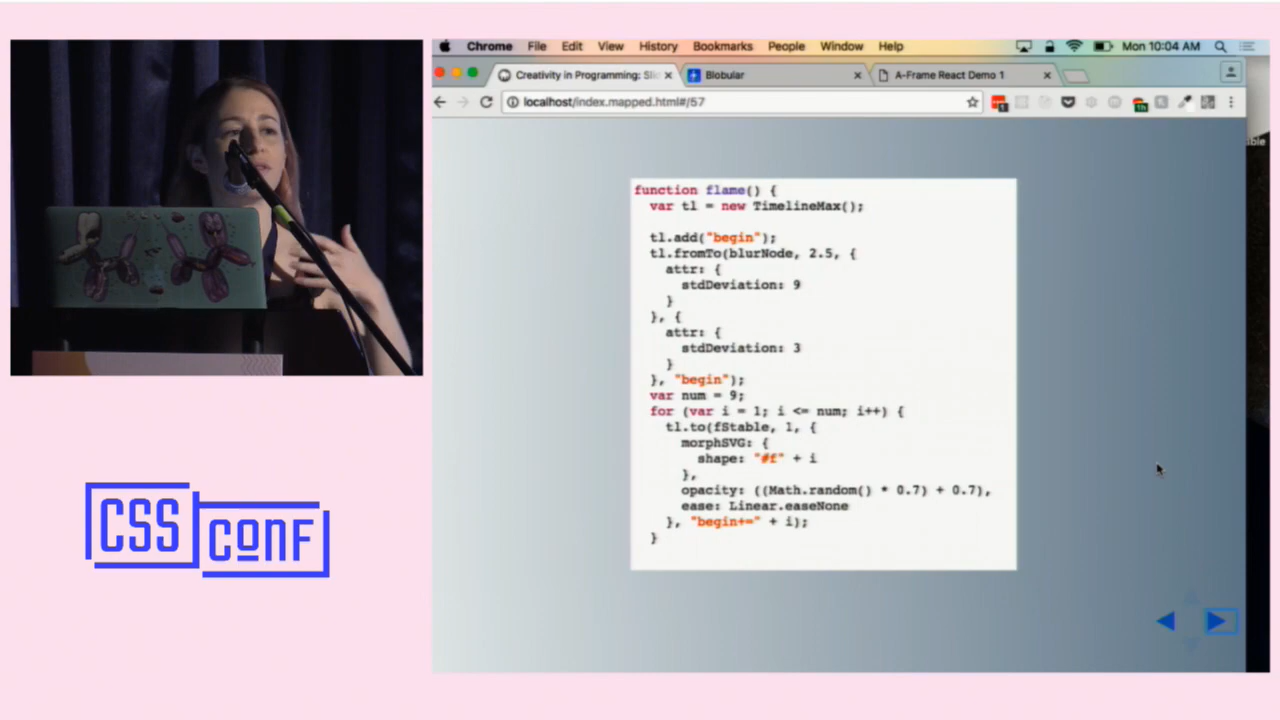 Chrome File Edit View History Bookmarks People Window Help Mon 10:04 AM
Creativity in Programming: Sli
Blobular
A-Frame React Demo 1
localhost/index.mapped.html#/57
function flame() {
  var tl = new TimelineMax();

  tl.add("begin");
  tl.fromTo(blurNode, 2.5, {
    attr: {
      stdDeviation: 9
    }
  }, {
    attr: {
      stdDeviation: 3
    }
  }, "begin");
  var num = 9;
  for (var i = 1; i <= num; i++) {
    tl.to(fStable, 1, {
      morphSVG: {
        shape: "#f" + i
      },
      opacity: ((Math.random() * 0.7) + 0.7),
      ease: Linear.easeNone
    }, "begin+=" + i);
  }
CSS
CONF